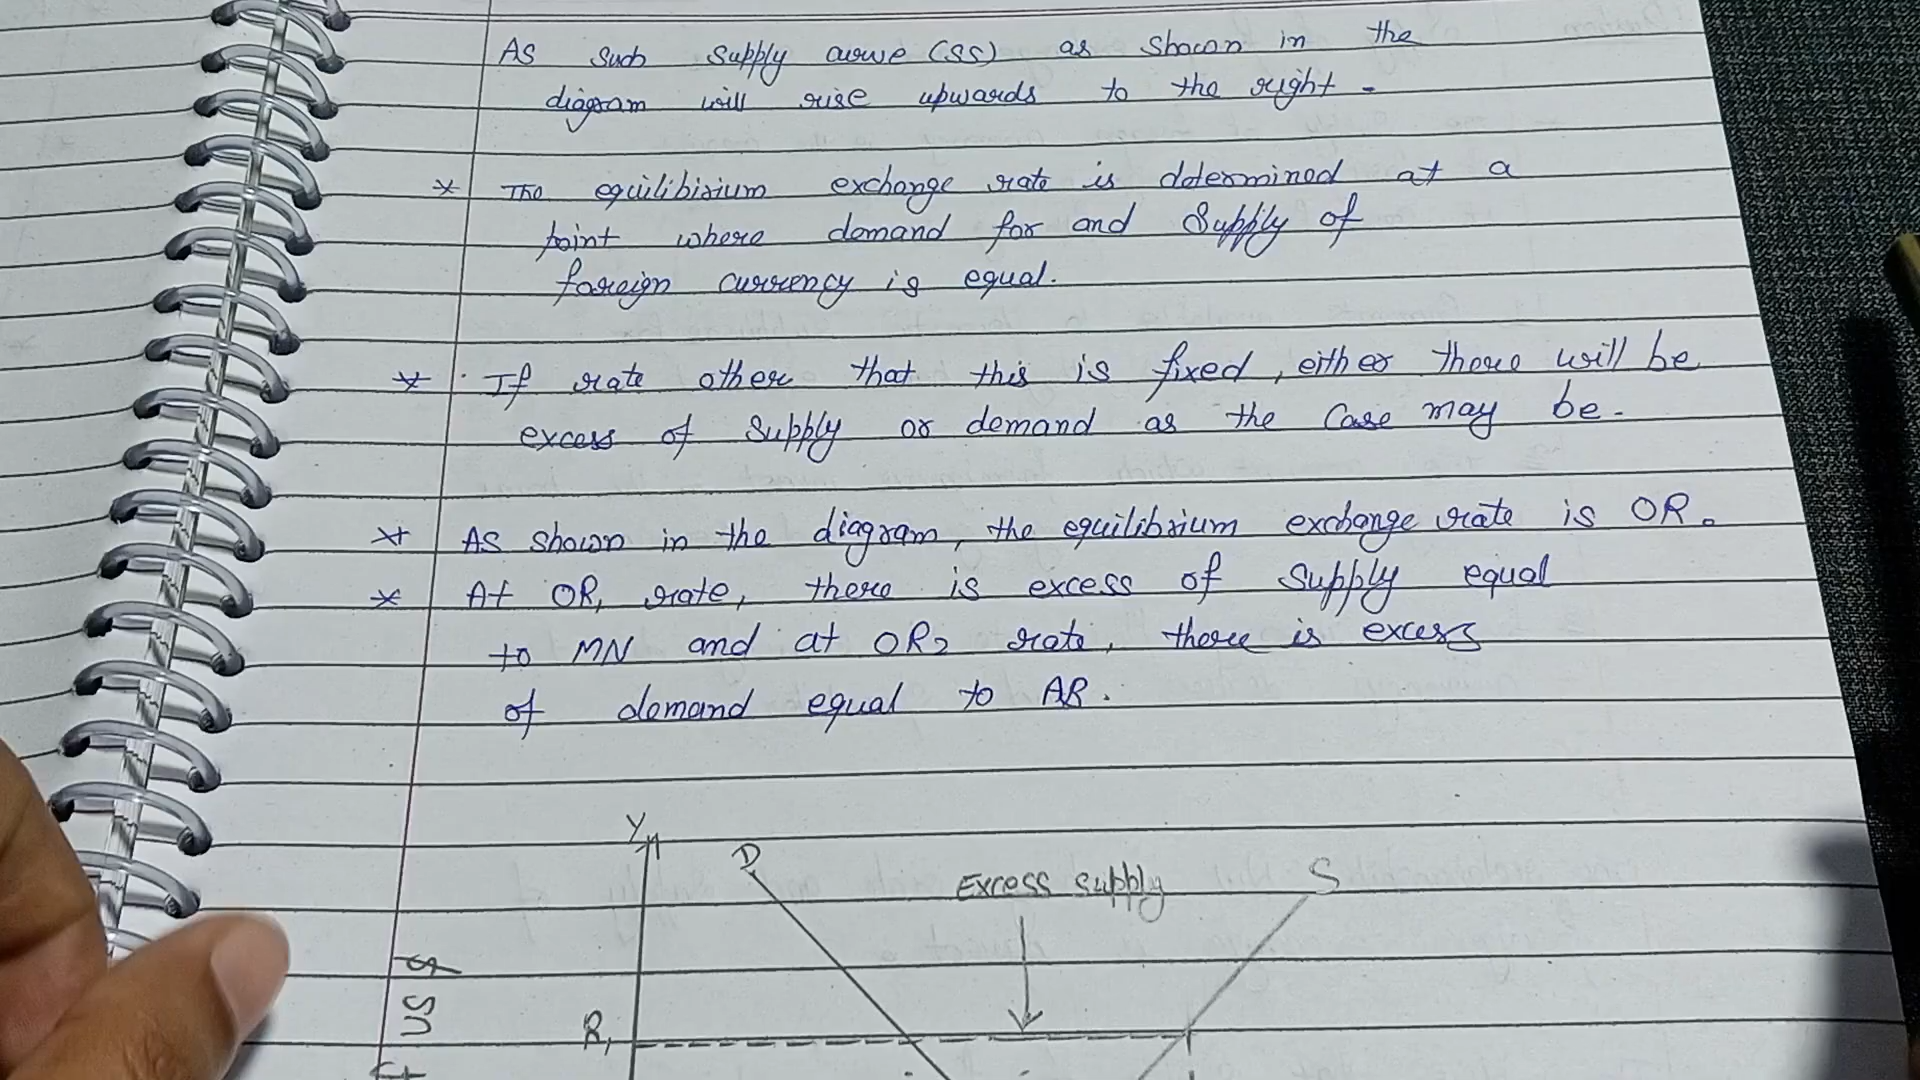 As such supply curve (SS) as shown in the
diagram will rise upwards to the right.
* The equilibirium exchange rate is determined at a
point where demand for and Supply of
foreign currency is equal.
* If rate other that this is fixed, either there will be
excess of supply or demand as the case may be.
* As shown in the diagram, the equilibrium exchange rate is OR.
* At OR1 rate, there is excess of supply equal
to MN and at OR2 rate, there is excess
of demand equal to AB.
Y
D
Excess supply
S
US $
R1